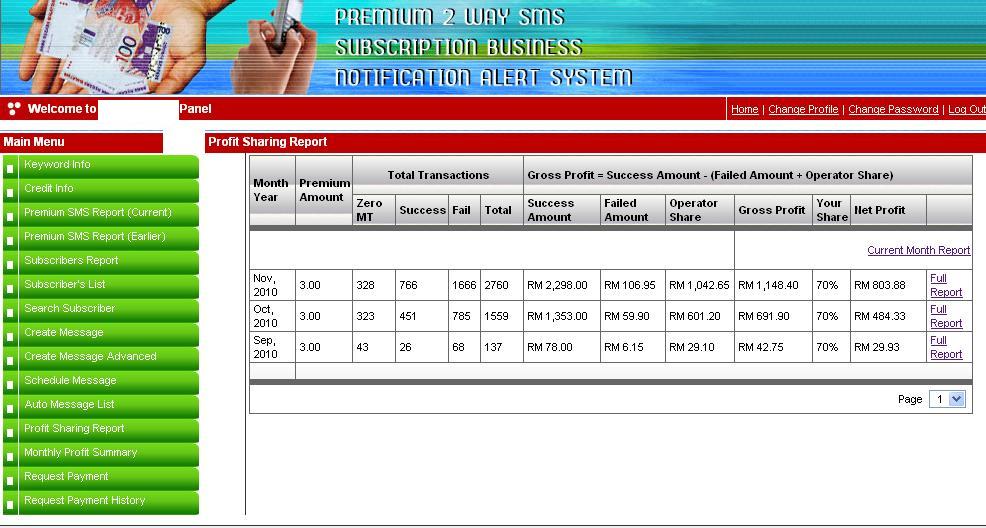 PREMIUM 2 WAY SMS
SUBSCRIPTION BUSINESS
NOTIFICATION ALERT SYSTEM
Welcome to Panel
Home | Change Profile | Change Password | Log Out
Main Menu
Profit Sharing Report
Keyword Info
Credit Info
Premium SMS Report (Current)
Premium SMS Report (Earlier)
Subscribers Report
Subscriber's List
Search Subscriber
Create Message
Create Message Advanced
Schedule Message
Auto Message List
Profit Sharing Report
Monthly Profit Summary
Request Payment
Request Payment History
Month Year Premium Amount Total Transactions Gross Profit = Success Amount - (Failed Amount + Operator Share)
Zero MT Success Fail Total Success Amount Failed Amount Operator Share Gross Profit Your Share Net Profit
Current Month Report
Nov, 2010 3.00 328 766 1666 2760 RM 2,298.00 RM 106.95 RM 1,042.65 RM 1,148.40 70% RM 803.88 Full Report
Oct, 2010 3.00 323 451 785 1559 RM 1,353.00 RM 59.90 RM 601.20 RM 691.90 70% RM 484.33 Full Report
Sep, 2010 3.00 43 26 68 137 RM 78.00 RM 6.15 RM 29.10 RM 42.75 70% RM 29.93 Full Report
Page 1
100